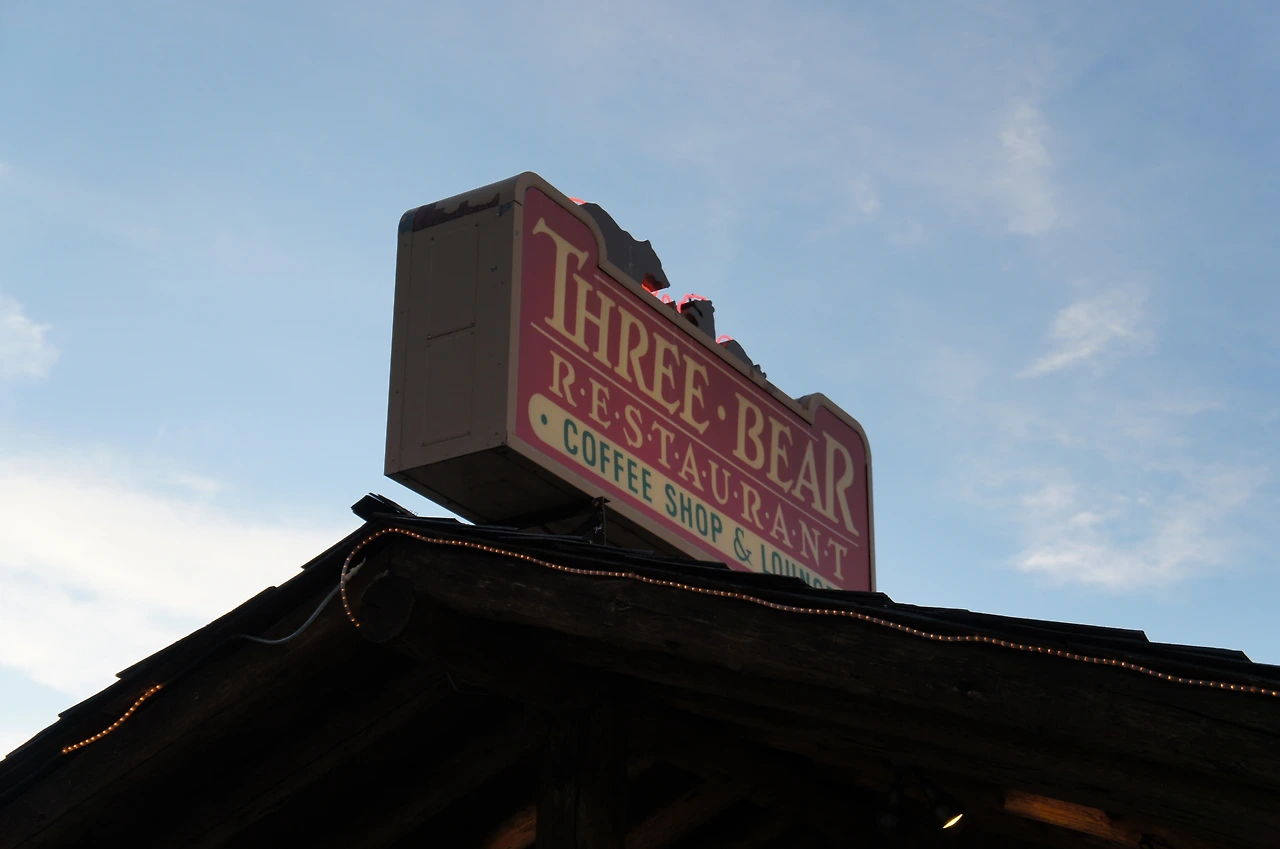 THREE·BEAR
R·E·S·T·A·U·R·A·N·T
· COFFEE SHOP & LOUNGE